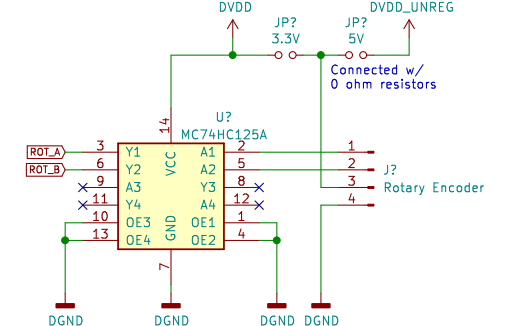 DVDD DVDD_UNREG
JP? JP?
3.3V 5V
Connected w/
0 ohm resistors
14 U?
MC74HC125A
ROT_A 3 Y1 VCC A1 2 1
ROT_B 6 Y2 A2 5 2 J?
9 A3 Y3 8 3 Rotary Encoder
11 Y4 A4 12 4
10 OE3 GND OE1 1
13 OE4 OE2 4
7
DGND DGND DGND DGND